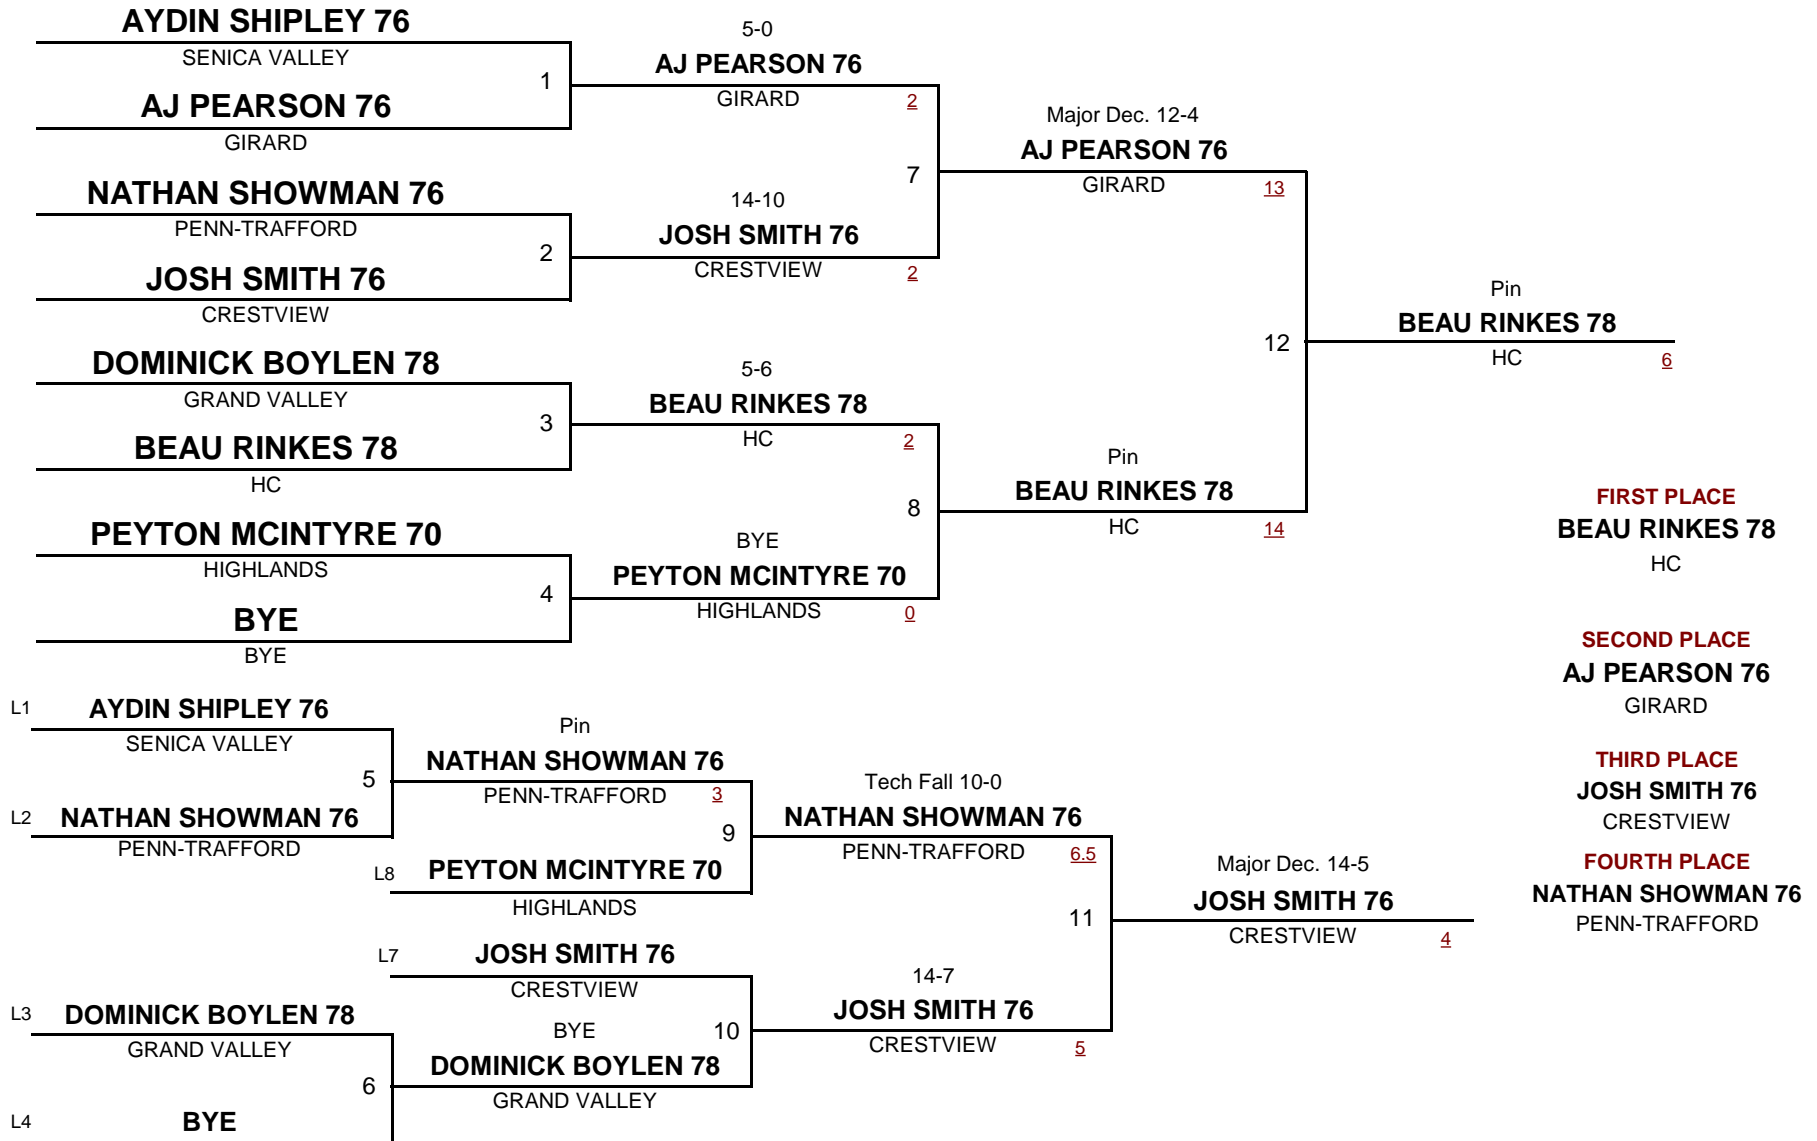 AYDIN SHIPLEY 76
SENICA VALLEY
1
AJ PEARSON 76
GIRARD
5-0
AJ PEARSON 76
GIRARD
2
NATHAN SHOWMAN 76
PENN-TRAFFORD
2
JOSH SMITH 76
CRESTVIEW
7
14-10
JOSH SMITH 76
CRESTVIEW
2
Major Dec. 12-4
AJ PEARSON 76
GIRARD
13
DOMINICK BOYLEN 78
GRAND VALLEY
3
BEAU RINKES 78
HC
5-6
BEAU RINKES 78
HC
2
PEYTON MCINTYRE 70
HIGHLANDS
4
BYE
BYE
8
BYE
PEYTON MCINTYRE 70
HIGHLANDS
0
Pin
BEAU RINKES 78
HC
14
12
Pin
BEAU RINKES 78
HC
6
FIRST PLACE
BEAU RINKES 78
HC
SECOND PLACE
AJ PEARSON 76
GIRARD
THIRD PLACE
JOSH SMITH 76
CRESTVIEW
FOURTH PLACE
NATHAN SHOWMAN 76
PENN-TRAFFORD
L1
AYDIN SHIPLEY 76
SENICA VALLEY
5
L2
NATHAN SHOWMAN 76
PENN-TRAFFORD
Pin
NATHAN SHOWMAN 76
PENN-TRAFFORD
3
9
L8
PEYTON MCINTYRE 70
HIGHLANDS
Tech Fall 10-0
NATHAN SHOWMAN 76
PENN-TRAFFORD
6.5
L7
JOSH SMITH 76
CRESTVIEW
L3
DOMINICK BOYLEN 78
GRAND VALLEY
6
L4
BYE
BYE
10
DOMINICK BOYLEN 78
GRAND VALLEY
14-7
JOSH SMITH 76
CRESTVIEW
5
11
Major Dec. 14-5
JOSH SMITH 76
CRESTVIEW
4